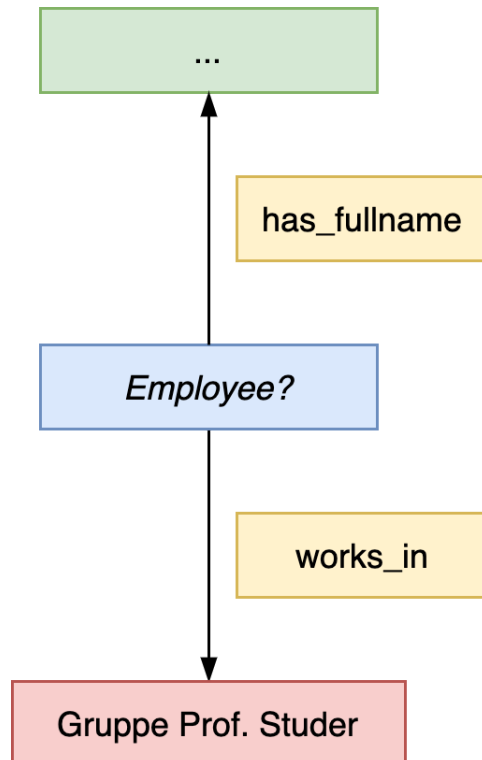 ...
has_fullname
Employee?
works_in
Gruppe Prof. Studer